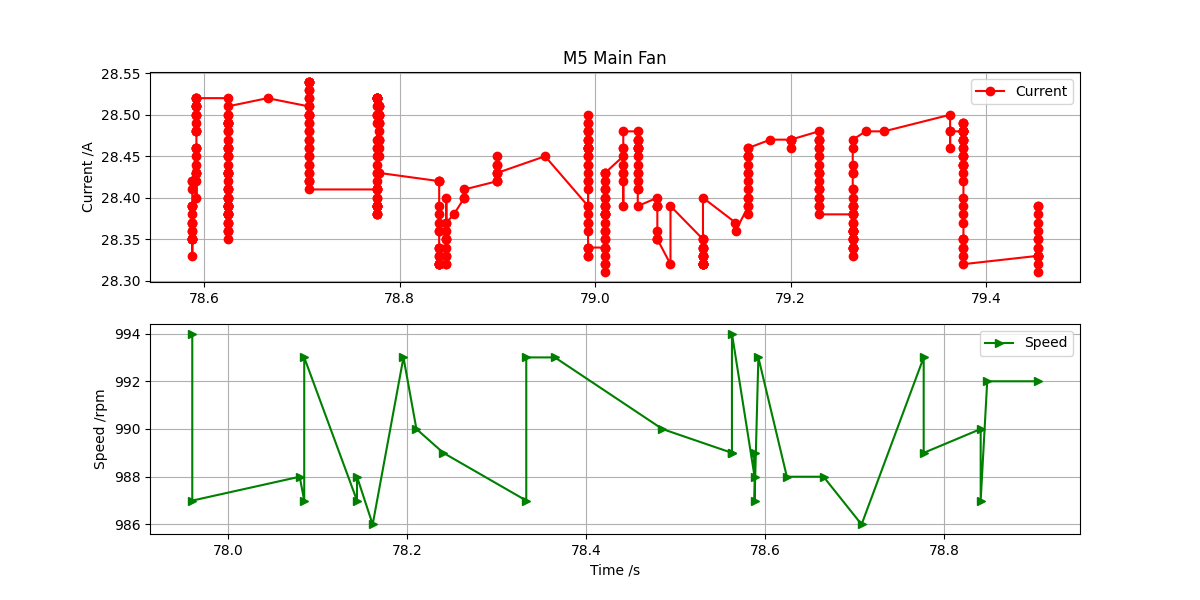 M5 Main Fan
28.55
28.50
28.45
28.40
28.35
28.30
Current /A
Current
78.6 78.8 79.0 79.2 79.4
994
992
990
988
986
Speed /rpm
Speed
78.0 78.2 78.4 78.6 78.8
Time /s